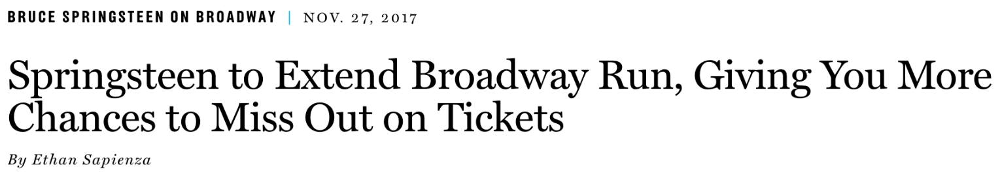 BRUCE SPRINGSTEEN ON BROADWAY | NOV. 27, 2017
Springsteen to Extend Broadway Run, Giving You More
Chances to Miss Out on Tickets
By Ethan Sapienza